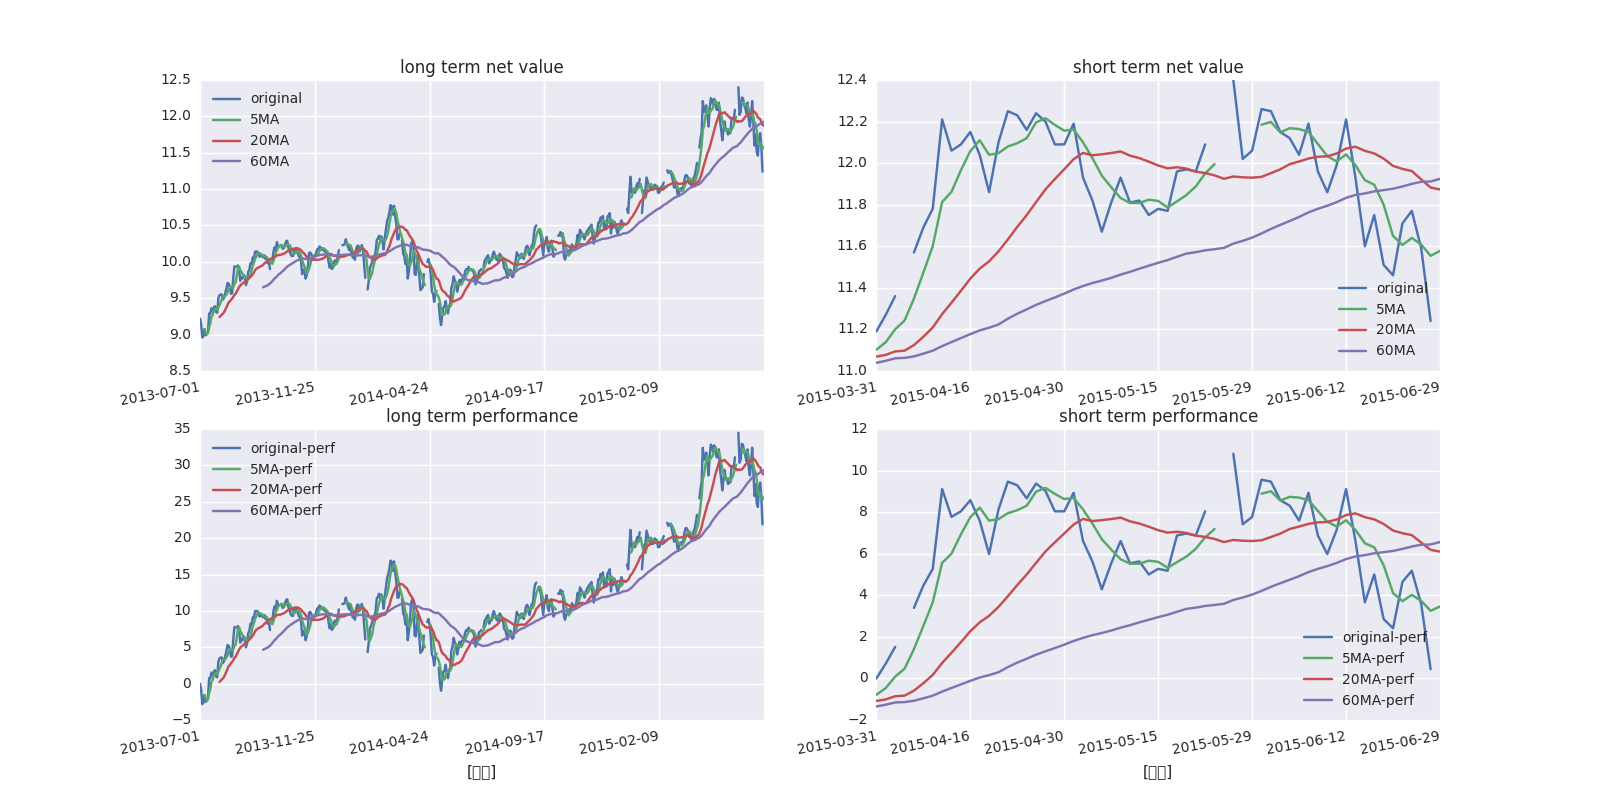 long term net value
12.5
12.0
11.5
11.0
10.5
10.0
9.5
9.0
8.5
original
5MA
20MA
60MA
2013-07-01
2013-11-25
2014-04-24
2014-09-17
2015-02-09
short term net value
12.4
12.2
12.0
11.8
11.6
11.4
11.2
11.0
original
5MA
20MA
60MA
2015-03-31
2015-04-16
2015-04-30
2015-05-15
2015-05-29
2015-06-12
2015-06-29
long term performance
35
30
25
20
15
10
5
0
−5
original-perf
5MA-perf
20MA-perf
60MA-perf
2013-07-01
2013-11-25
2014-04-24
2014-09-17
2015-02-09
short term performance
12
10
8
6
4
2
0
−2
original-perf
5MA-perf
20MA-perf
60MA-perf
2015-03-31
2015-04-16
2015-04-30
2015-05-15
2015-05-29
2015-06-12
2015-06-29